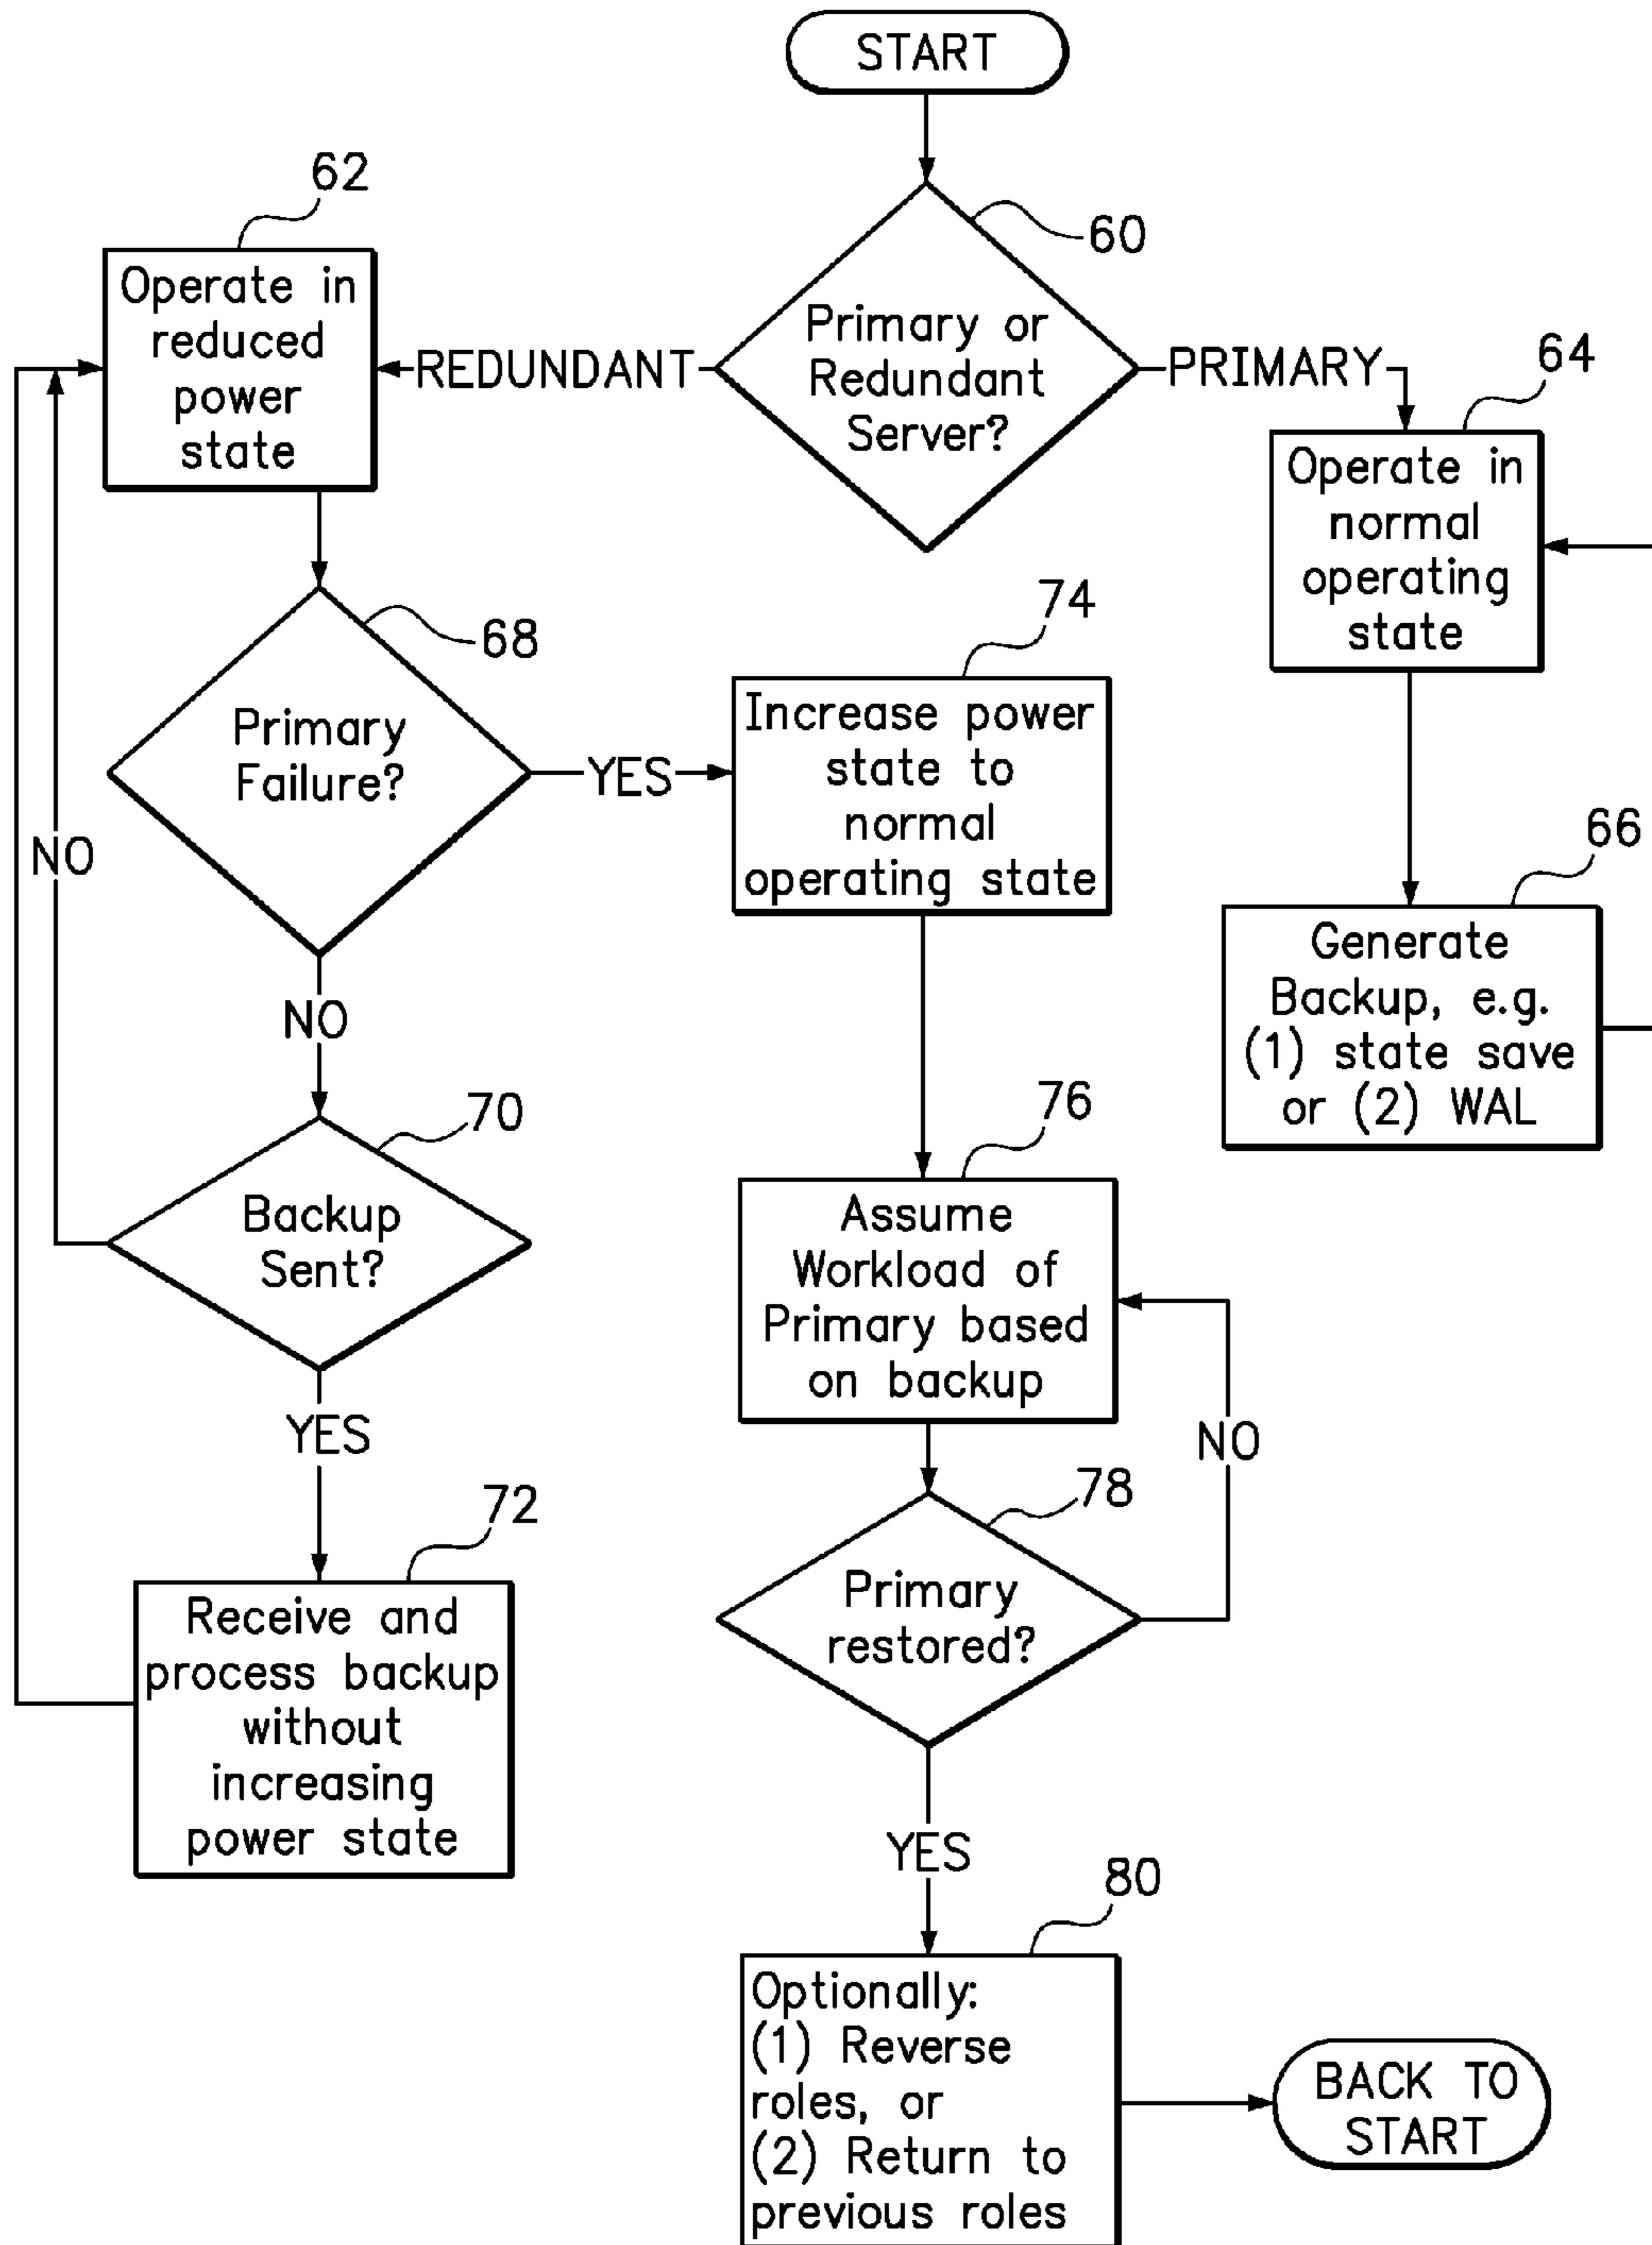 START
60
Primary or
Redundant
Server?
REDUNDANT
PRIMARY
62
Operate in
reduced
power
state
64
Operate in
normal
operating
state
66
Generate
Backup, e.g.
(1) state save
or (2) WAL
68
Primary
Failure?
YES
NO
NO
70
Backup
Sent?
YES
72
Receive and
process backup
without
increasing
power state
74
Increase power
state to
normal
operating state
76
Assume
Workload of
Primary based
on backup
NO
78
Primary
restored?
YES
80
Optionally:
(1) Reverse
roles, or
(2) Return to
previous roles
BACK TO
START